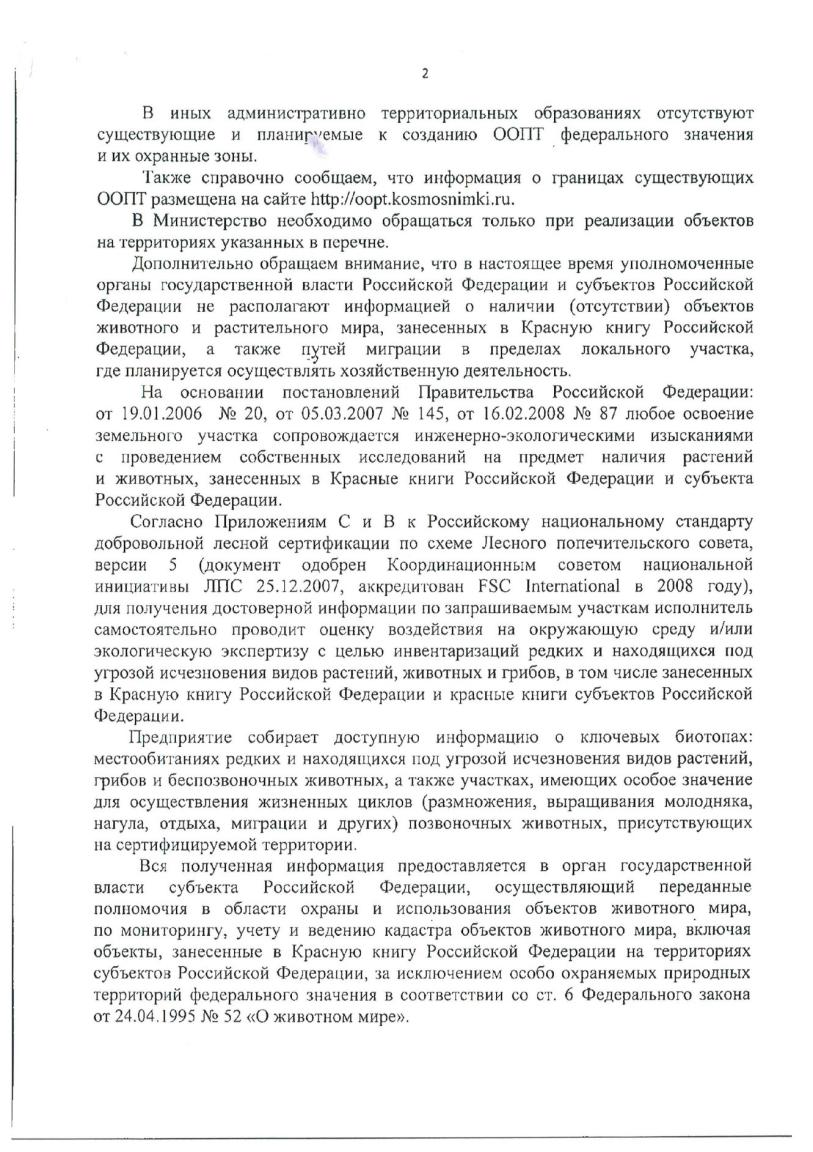 2
В иных административно территориальных образованиях отсутствуют
существующие и планируемые к созданию ООПТ федерального значения
и их охранные зоны.
Также справочно сообщаем, что информация о границах существующих
ООПТ размещена на сайте http://oopt.kosmosnimki.ru.
В Министерство необходимо обращаться только при реализации объектов
на территориях указанных в перечне.
Дополнительно обращаем внимание, что в настоящее время уполномоченные
органы государственной власти Российской Федерации и субъектов Российской
Федерации не располагают информацией о наличии (отсутствии) объектов
животного и растительного мира, занесенных в Красную книгу Российской
Федерации, а также путей миграции в пределах локального участка,
где планируется осуществлять хозяйственную деятельность.
На основании постановлений Правительства Российской Федерации:
от 19.01.2006 № 20, от 05.03.2007 № 145, от 16.02.2008 № 87 любое освоение
земельного участка сопровождается инженерно-экологическими изысканиями
с проведением собственных исследований на предмет наличия растений
и животных, занесенных в Красные книги Российской Федерации и субъекта
Российской Федерации.
Согласно Приложениям С и В к Российскому национальному стандарту
добровольной лесной сертификации по схеме Лесного попечительского совета,
версии 5 (документ одобрен Координационным советом национальной
инициативы ЛПС 25.12.2007, аккредитован FSC International в 2008 году),
для получения достоверной информации по запрашиваемым участкам исполнитель
самостоятельно проводит оценку воздействия на окружающую среду и/или
экологическую экспертизу с целью инвентаризаций редких и находящихся под
угрозой исчезновения видов растений, животных и грибов, в том числе занесенных
в Красную книгу Российской Федерации и красные книги субъектов Российской
Федерации.
Предприятие собирает доступную информацию о ключевых биотопах:
местообитаниях редких и находящихся под угрозой исчезновения видов растений,
грибов и беспозвоночных животных, а также участках, имеющих особое значение
для осуществления жизненных циклов (размножения, выращивания молодняка,
нагула, отдыха, миграции и других) позвоночных животных, присутствующих
на сертифицируемой территории.
Вся полученная информация предоставляется в орган государственной
власти субъекта Российской Федерации, осуществляющий переданные
полномочия в области охраны и использования объектов животного мира,
по мониторингу, учету и ведению кадастра объектов животного мира, включая
объекты, занесенные в Красную книгу Российской Федерации на территориях
субъектов Российской Федерации, за исключением особо охраняемых природных
территорий федерального значения в соответствии со ст. 6 Федерального закона
от 24.04.1995 № 52 «О животном мире».